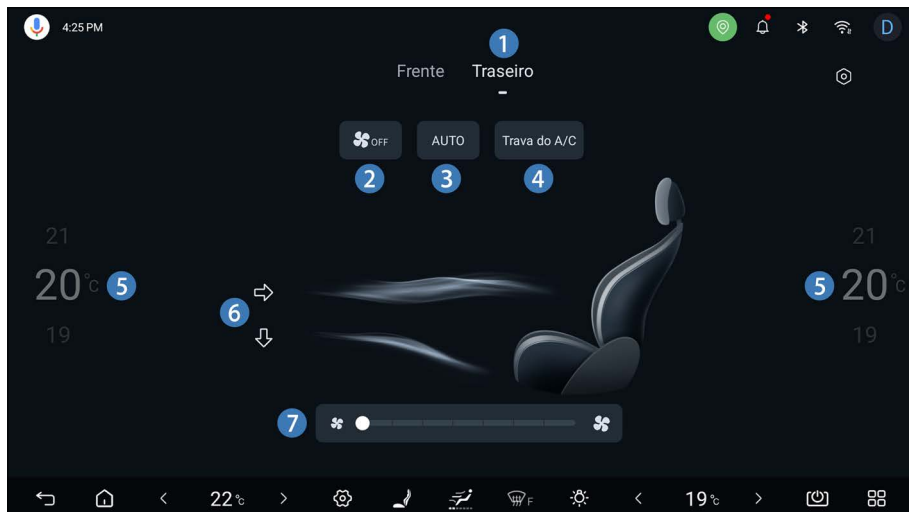 4:25 PM
D
1
Frente Traseiro
OFF AUTO Trava do A/C
2 3 4
21 21
20°C 5 5 20°C
6
19 19
7
22°C F 19°C